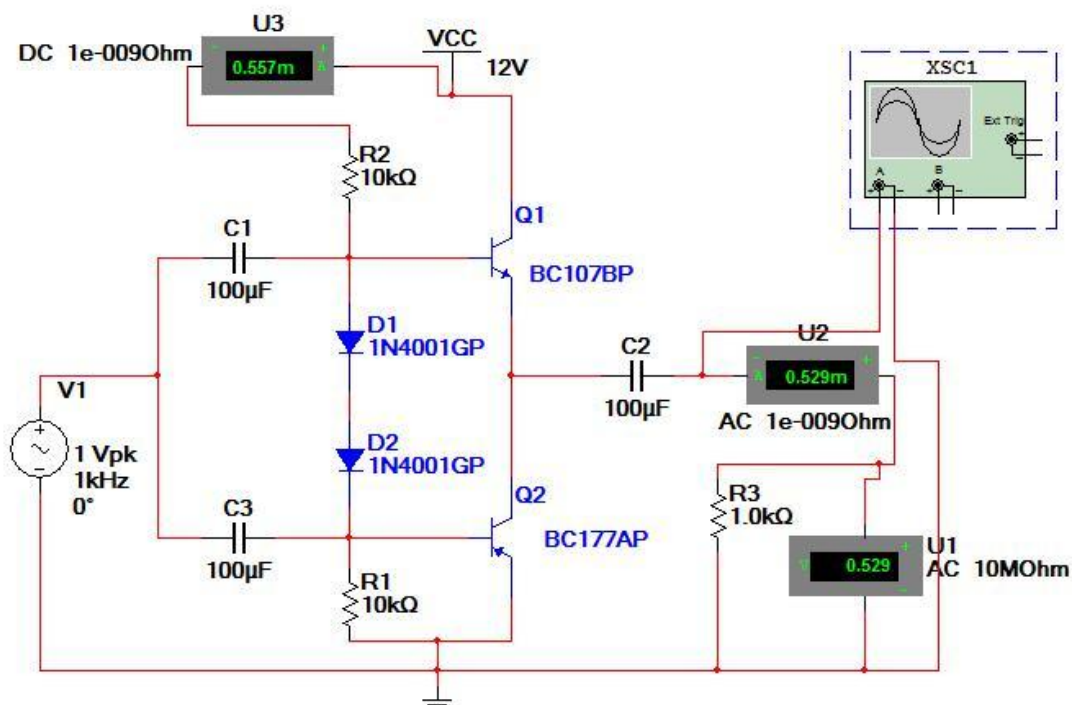 U3
DC 1e-009Ohm
-
+
0.557m
A
VCC
12V
XSC1
Ext Trig
+
-
A
B
+
-
+
-
R2
10kΩ
Q1
C1
BC107BP
100µF
D1
1N4001GP
U2
C2
-
+
A
0.529m
100µF
AC 1e-009Ohm
V1
D2
1N4001GP
1 Vpk
1kHz
0°
Q2
R3
1.0kΩ
C3
BC177AP
100µF
U1
AC 10MOhm
+
V
0.529
-
R1
10kΩ